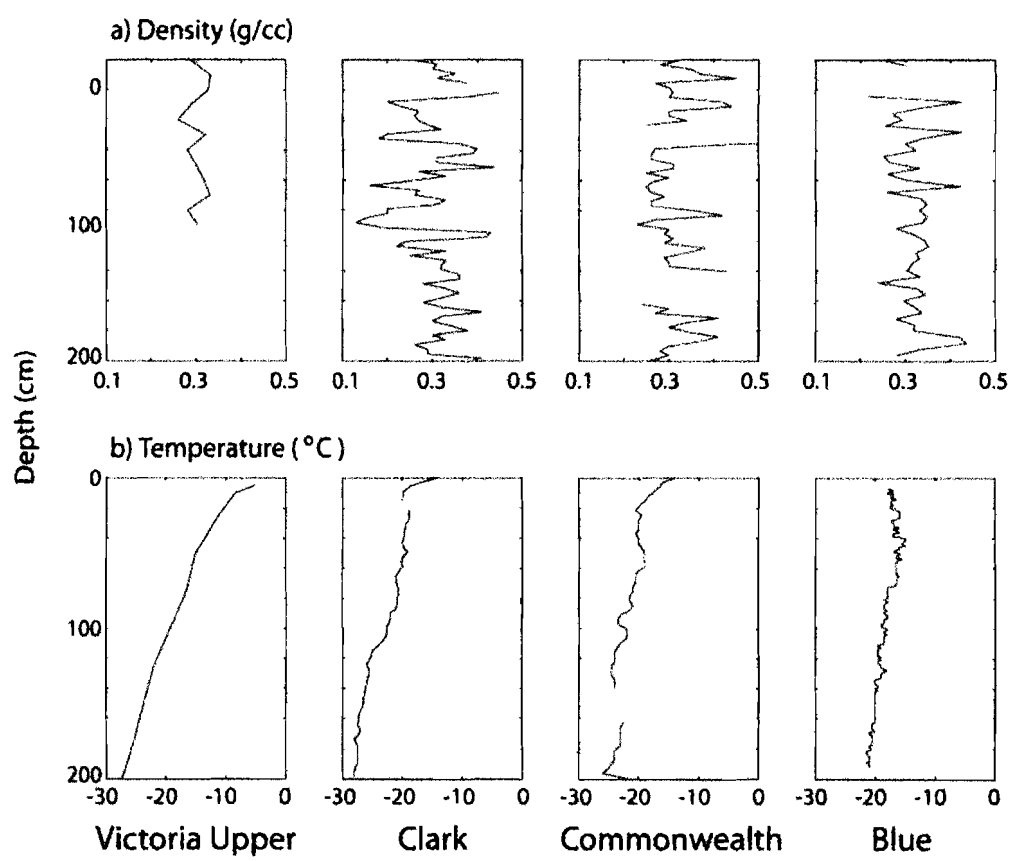 a) Density (g/cc)
0
100
200
0.1 0.3 0.5
0.1 0.3 0.5
0.1 0.3 0.5
0.1 0.3 0.5
Depth (cm)
b) Temperature (°C)
0
100
200
-30 -20 -10 0
-30 -20 -10 0
-30 -20 -10 0
-30 -20 -10 0
Victoria Upper
Clark
Commonwealth
Blue